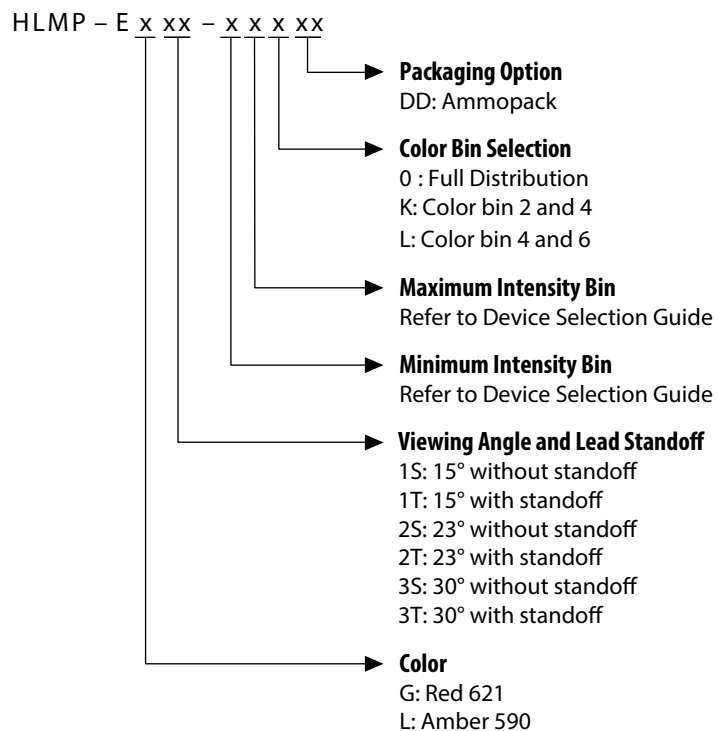 HLMP – E x xx – x x x xx
Packaging Option
DD: Ammopack
Color Bin Selection
0 : Full Distribution
K: Color bin 2 and 4
L: Color bin 4 and 6
Maximum Intensity Bin
Refer to Device Selection Guide
Minimum Intensity Bin
Refer to Device Selection Guide
Viewing Angle and Lead Standoff
1S: 15° without standoff
1T: 15° with standoff
2S: 23° without standoff
2T: 23° with standoff
3S: 30° without standoff
3T: 30° with standoff
Color
G: Red 621
L: Amber 590